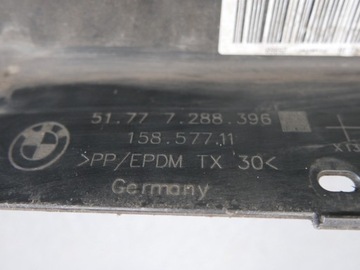 51.77 7.288.396
158.577.11
>PP/EPDM TX 30<
Germany